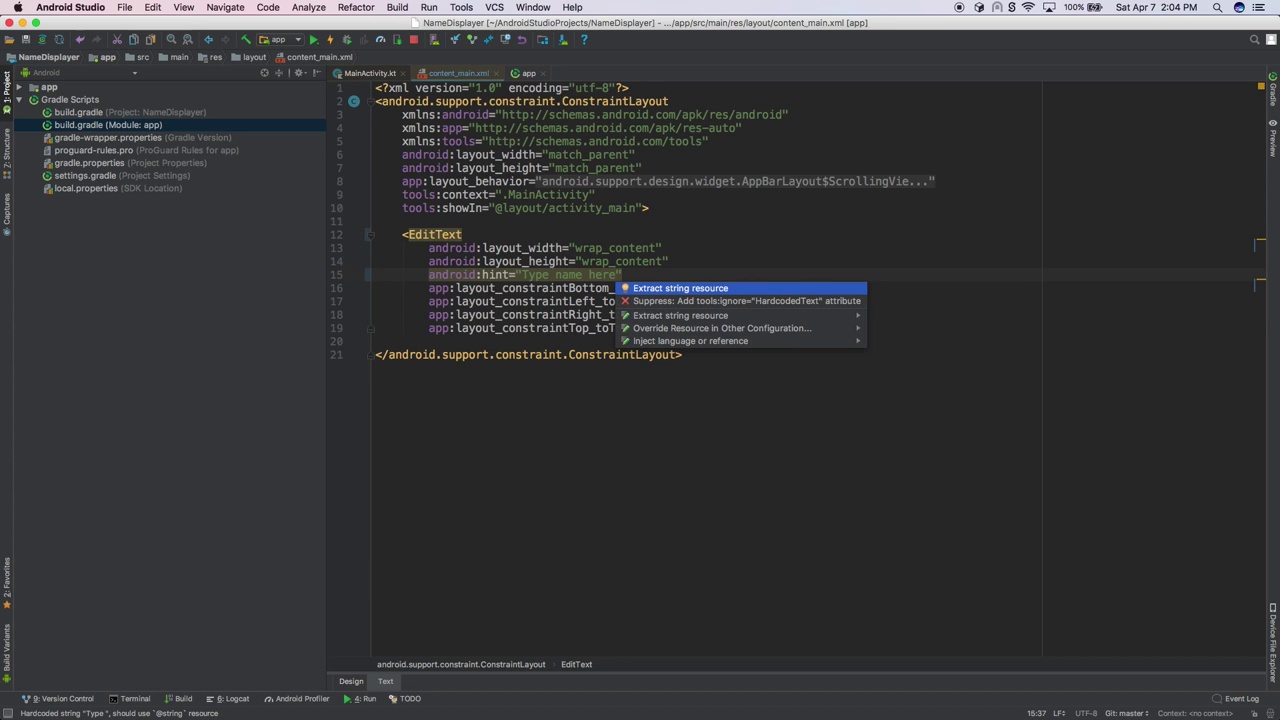 Android Studio File Edit View Navigate Code Analyze Refactor Build Run Tools VCS Window Help 100% Sat Apr 7 2:04 PM
NameDisplayer [~/AndroidStudioProjects/NameDisplayer] - .../app/src/main/res/layout/content_main.xml [app]
app
NameDisplayer app src main res layout content_main.xml
Android
MainActivity.kt content_main.xml app
app
Gradle Scripts
build.gradle (Project: NameDisplayer)
build.gradle (Module: app)
gradle-wrapper.properties (Gradle Version)
proguard-rules.pro (ProGuard Rules for app)
gradle.properties (Project Properties)
settings.gradle (Project Settings)
local.properties (SDK Location)
1: Project
7: Structure
Captures
2: Favorites
Build Variants
1 <?xml version="1.0" encoding="utf-8"?>
2 <android.support.constraint.ConstraintLayout
3 xmlns:android="http://schemas.android.com/apk/res/android"
4 xmlns:app="http://schemas.android.com/apk/res-auto"
5 xmlns:tools="http://schemas.android.com/tools"
6 android:layout_width="match_parent"
7 android:layout_height="match_parent"
8 app:layout_behavior="android.support.design.widget.AppBarLayout$ScrollingVie..."
9 tools:context=".MainActivity"
10 tools:showIn="@layout/activity_main">
11
12 <EditText
13 android:layout_width="wrap_content"
14 android:layout_height="wrap_content"
15 android:hint="Type name here"
16 app:layout_constraintBottom_
17 app:layout_constraintLeft_to
18 app:layout_constraintRight_t
19 app:layout_constraintTop_toT
20
21 </android.support.constraint.ConstraintLayout>
Extract string resource
Suppress: Add tools:ignore="HardcodedText" attribute
Extract string resource
Override Resource in Other Configuration...
Inject language or reference
Gradle
Preview
Device File Explorer
android.support.constraint.ConstraintLayout EditText
Design Text
9: Version Control Terminal Build 6: Logcat Android Profiler 4: Run TODO Event Log
Hardcoded string "Type ", should use `@string` resource 15:37 LF÷ UTF-8 Git: master÷ Context: <no context>